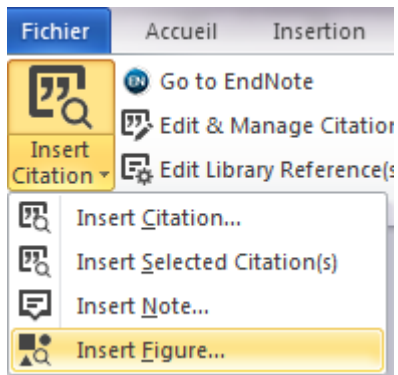 Fichier Accueil Insertion
Go to EndNote
Edit & Manage Citation
Insert
Citation
Edit Library Reference(s
Insert Citation...
Insert Selected Citation(s)
Insert Note...
Insert Figure...